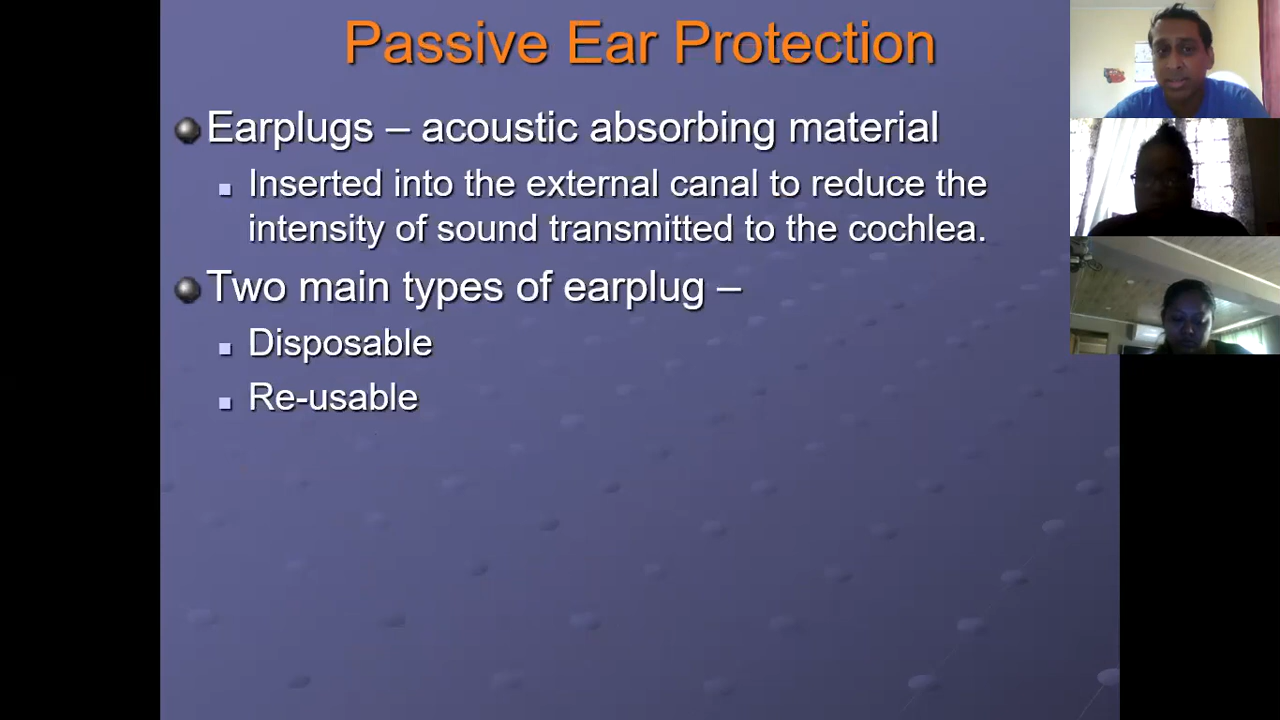 Passive Ear Protection
Earplugs – acoustic absorbing material
Inserted into the external canal to reduce the
intensity of sound transmitted to the cochlea.
Two main types of earplug –
Disposable
Re-usable